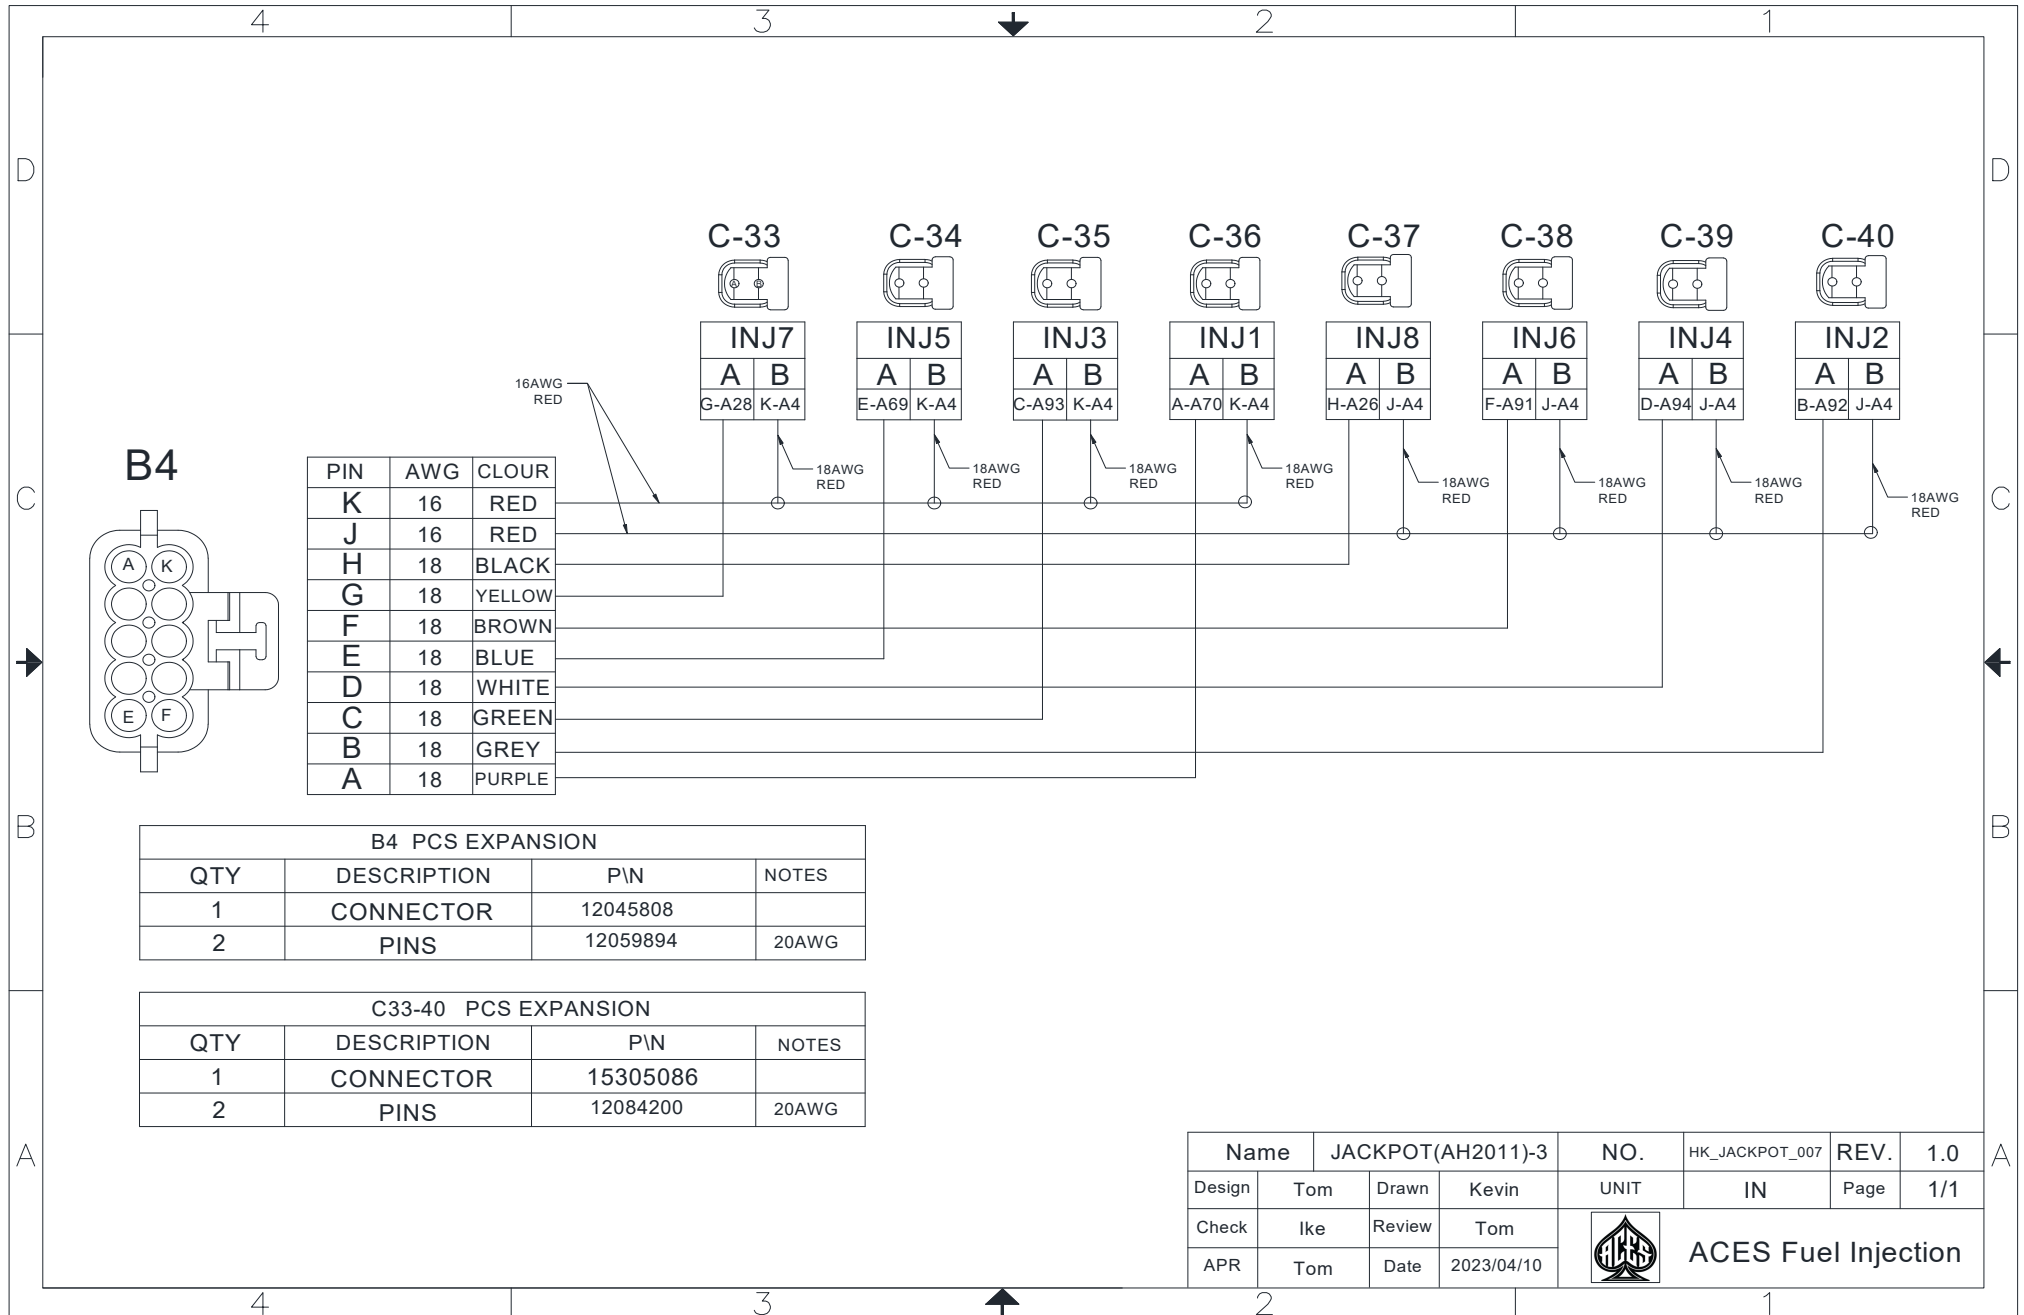 4 3 2 1
D D
C-33 C-34 C-35 C-36 C-37 C-38 C-39 C-40
A B
INJ7 INJ5 INJ3 INJ1 INJ8 INJ6 INJ4 INJ2
A B A B A B A B A B A B A B A B
G-A28 K-A4 E-A69 K-A4 C-A93 K-A4 A-A70 K-A4 H-A26 J-A4 F-A91 J-A4 D-A94 J-A4 B-A92 J-A4
16AWG
RED
18AWG 18AWG 18AWG 18AWG
RED RED RED RED
18AWG 18AWG 18AWG 18AWG
RED RED RED RED
C C
B4
A K
E F
PIN AWG CLOUR
K 16 RED
J 16 RED
H 18 BLACK
G 18 YELLOW
F 18 BROWN
E 18 BLUE
D 18 WHITE
C 18 GREEN
B 18 GREY
A 18 PURPLE
B B
B4 PCS EXPANSION
QTY DESCRIPTION P\N NOTES
1 CONNECTOR 12045808
2 PINS 12059894 20AWG
C33-40 PCS EXPANSION
QTY DESCRIPTION P\N NOTES
1 CONNECTOR 15305086
2 PINS 12084200 20AWG
A A
Name JACKPOT(AH2011)-3 NO. HK_JACKPOT_007 REV. 1.0
Design Tom Drawn Kevin UNIT IN Page 1/1
Check Ike Review Tom
APR Tom Date 2023/04/10
ACES
ACES Fuel Injection
4 3 2 1